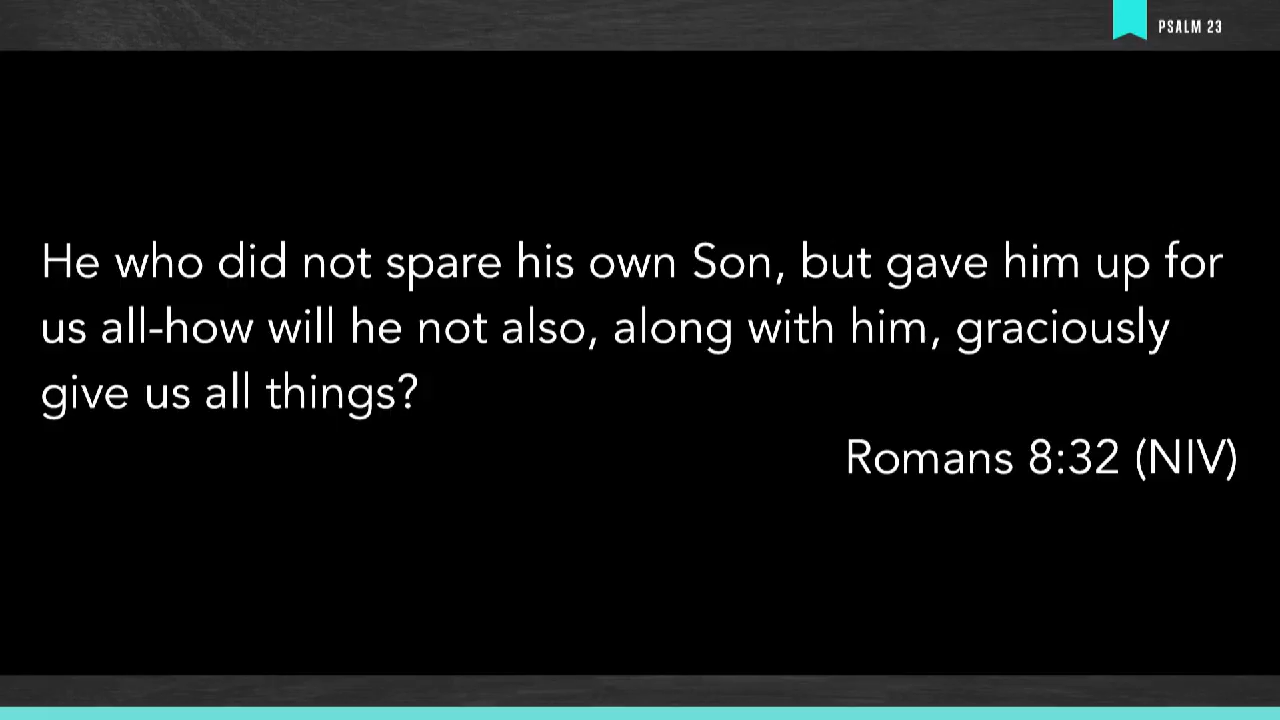 PSALM 23
He who did not spare his own Son, but gave him up for
us all-how will he not also, along with him, graciously
give us all things?
Romans 8:32 (NIV)